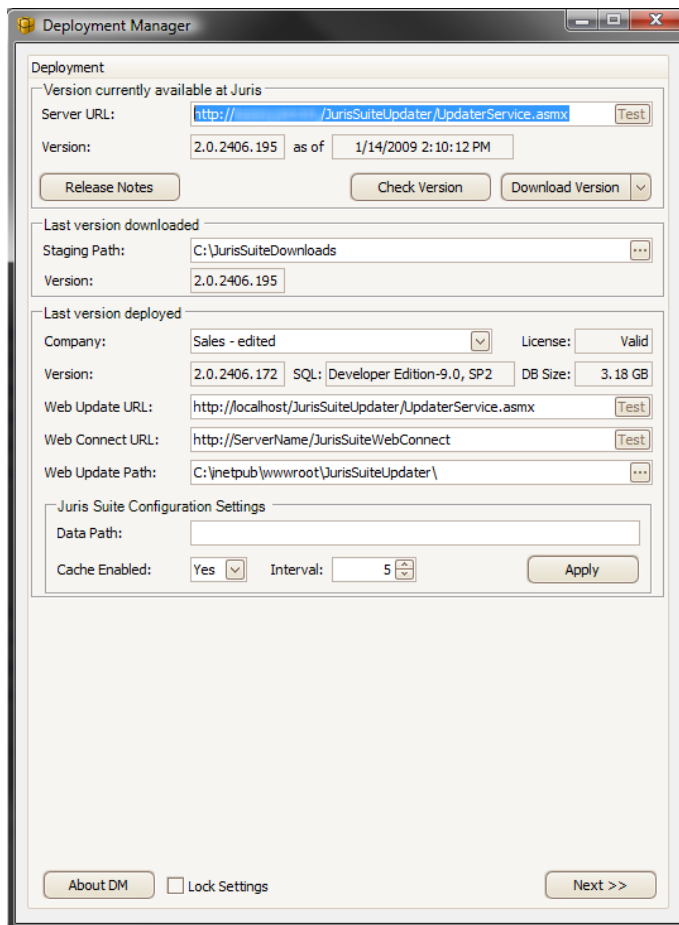 Deployment Manager
Deployment
Version currently available at Juris
Server URL: http:// /JurisSuiteUpdater/UpdaterService.asmx Test
Version: 2.0.2406.195 as of 1/14/2009 2:10:12 PM
Release Notes Check Version Download Version
Last version downloaded
Staging Path: C:\JurisSuiteDownloads ...
Version: 2.0.2406.195
Last version deployed
Company: Sales - edited License: Valid
Version: 2.0.2406.172 SQL: Developer Edition-9.0, SP2 DB Size: 3.18 GB
Web Update URL: http://localhost/JurisSuiteUpdater/UpdaterService.asmx Test
Web Connect URL: http://ServerName/JurisSuiteWebConnect Test
Web Update Path: C:\inetpub\wwwroot\JurisSuiteUpdater\ ...
Juris Suite Configuration Settings
Data Path:
Cache Enabled: Yes Interval: 5 Apply
About DM Lock Settings Next >>